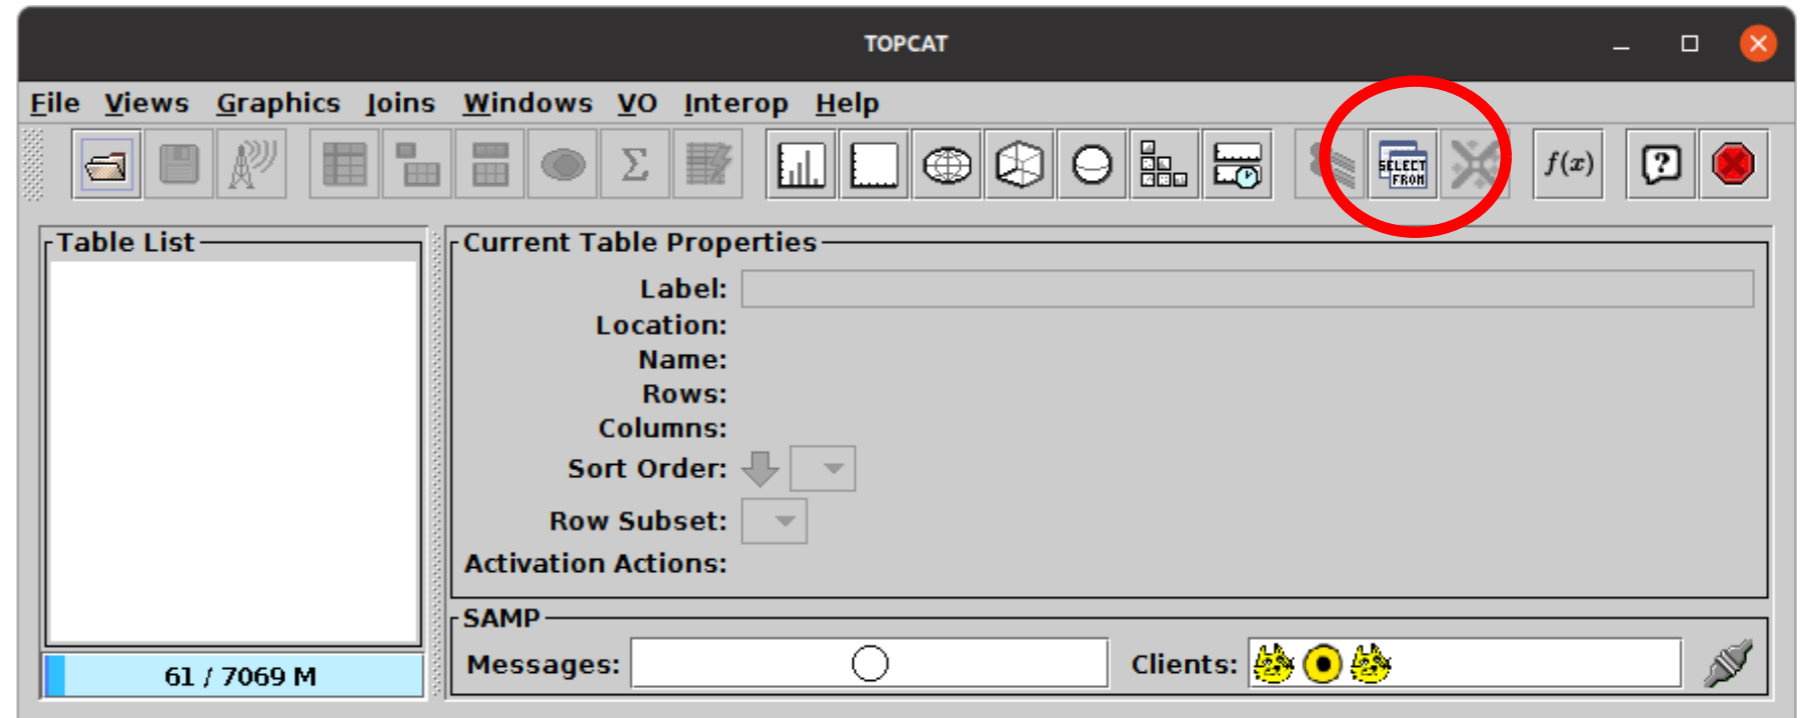 TOPCAT
File Views Graphics Joins Windows VO Interop Help
Σ SELECT FROM f(x) ?
Table List
Current Table Properties
Label:
Location:
Name:
Rows:
Columns:
Sort Order:
Row Subset:
Activation Actions:
SAMP
61 / 7069 M
Messages: Clients: